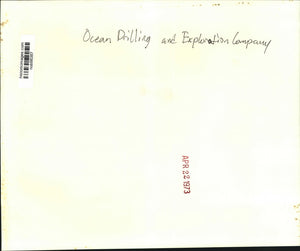 Ocean Drilling and Exploration Company
APR 22 1973